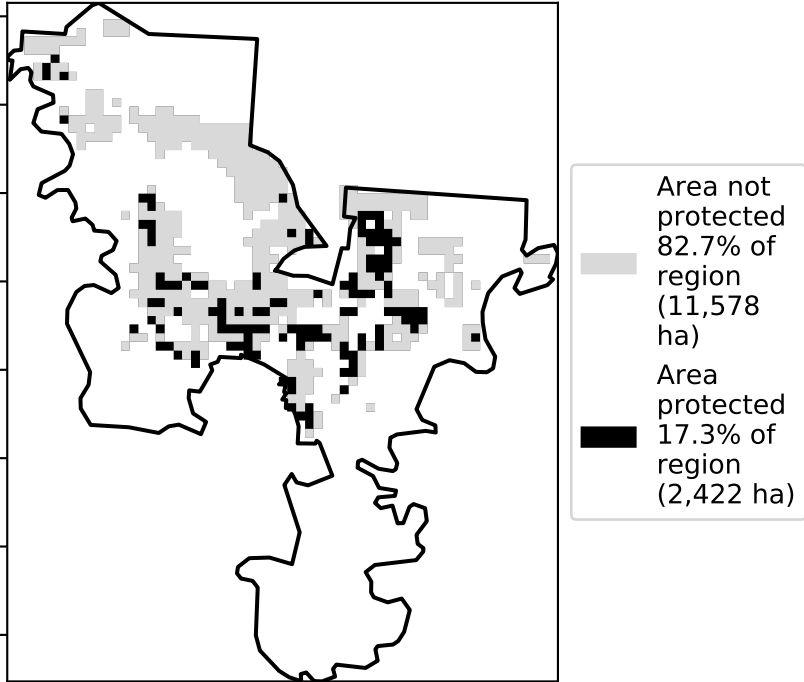 Area not
protected
82.7% of
region
(11,578
ha)
Area
protected
17.3% of
region
(2,422 ha)